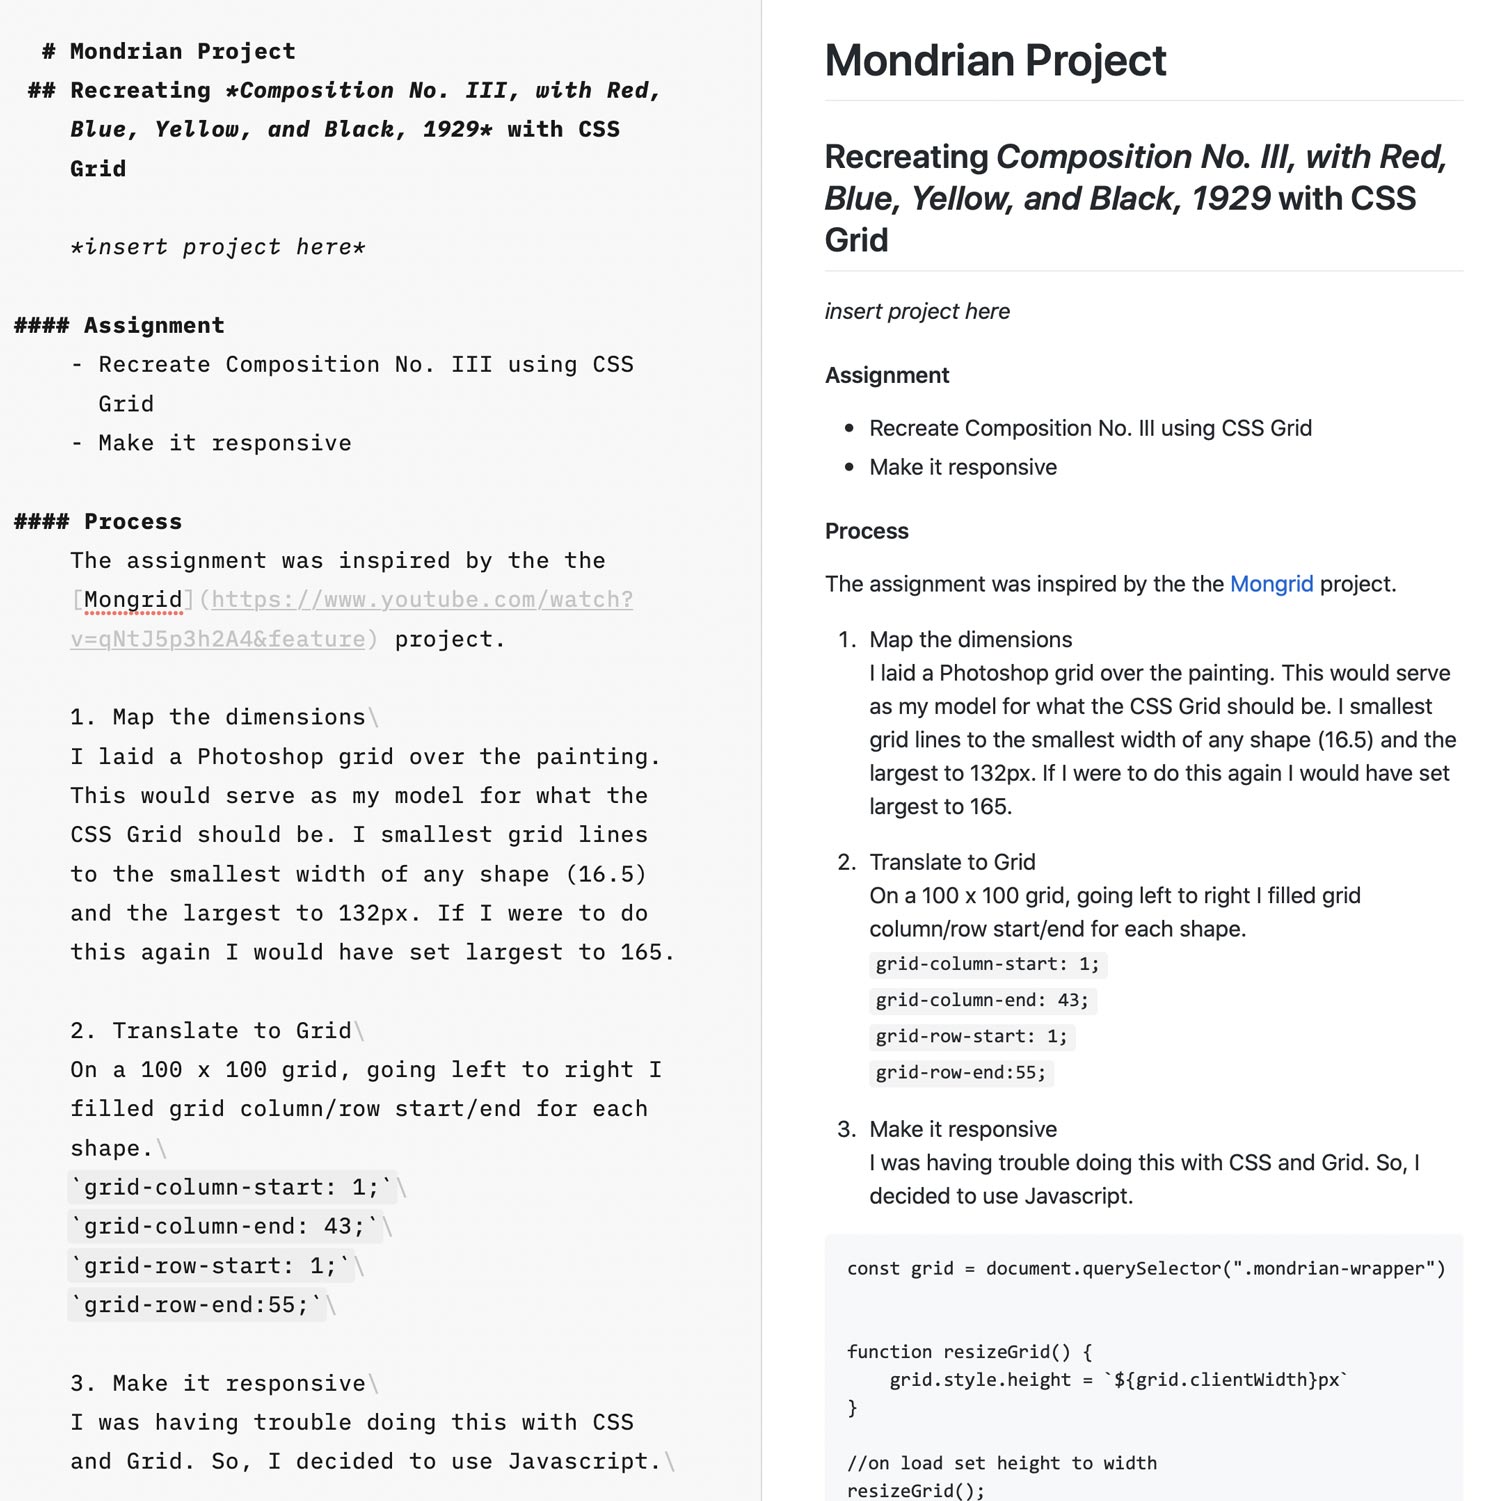 # Mondrian Project
## Recreating *Composition No. III, with Red,
Blue, Yellow, and Black, 1929* with CSS
Grid
*insert project here*
#### Assignment
- Recreate Composition No. III using CSS
Grid
- Make it responsive
#### Process
The assignment was inspired by the the
[Mongrid](https://www.youtube.com/watch?
v=qNtJ5p3h2A4&feature) project.
1. Map the dimensions\
I laid a Photoshop grid over the painting.
This would serve as my model for what the
CSS Grid should be. I smallest grid lines
to the smallest width of any shape (16.5)
and the largest to 132px. If I were to do
this again I would have set largest to 165.
2. Translate to Grid\
On a 100 x 100 grid, going left to right I
filled grid column/row start/end for each
shape.\
`grid-column-start: 1;`\
`grid-column-end: 43;`\
`grid-row-start: 1;`\
`grid-row-end:55;`\
3. Make it responsive\
I was having trouble doing this with CSS
and Grid. So, I decided to use Javascript.\
Mondrian Project
Recreating Composition No. III, with Red,
Blue, Yellow, and Black, 1929 with CSS
Grid
insert project here
Assignment
• Recreate Composition No. III using CSS Grid
• Make it responsive
Process
The assignment was inspired by the the Mongrid project.
1. Map the dimensions
I laid a Photoshop grid over the painting. This would serve
as my model for what the CSS Grid should be. I smallest
grid lines to the smallest width of any shape (16.5) and the
largest to 132px. If I were to do this again I would have set
largest to 165.
2. Translate to Grid
On a 100 x 100 grid, going left to right I filled grid
column/row start/end for each shape.
grid-column-start: 1;
grid-column-end: 43;
grid-row-start: 1;
grid-row-end:55;
3. Make it responsive
I was having trouble doing this with CSS and Grid. So, I
decided to use Javascript.
const grid = document.querySelector(".mondrian-wrapper")
function resizeGrid() {
grid.style.height = `${grid.clientWidth}px`
}
//on load set height to width
resizeGrid();